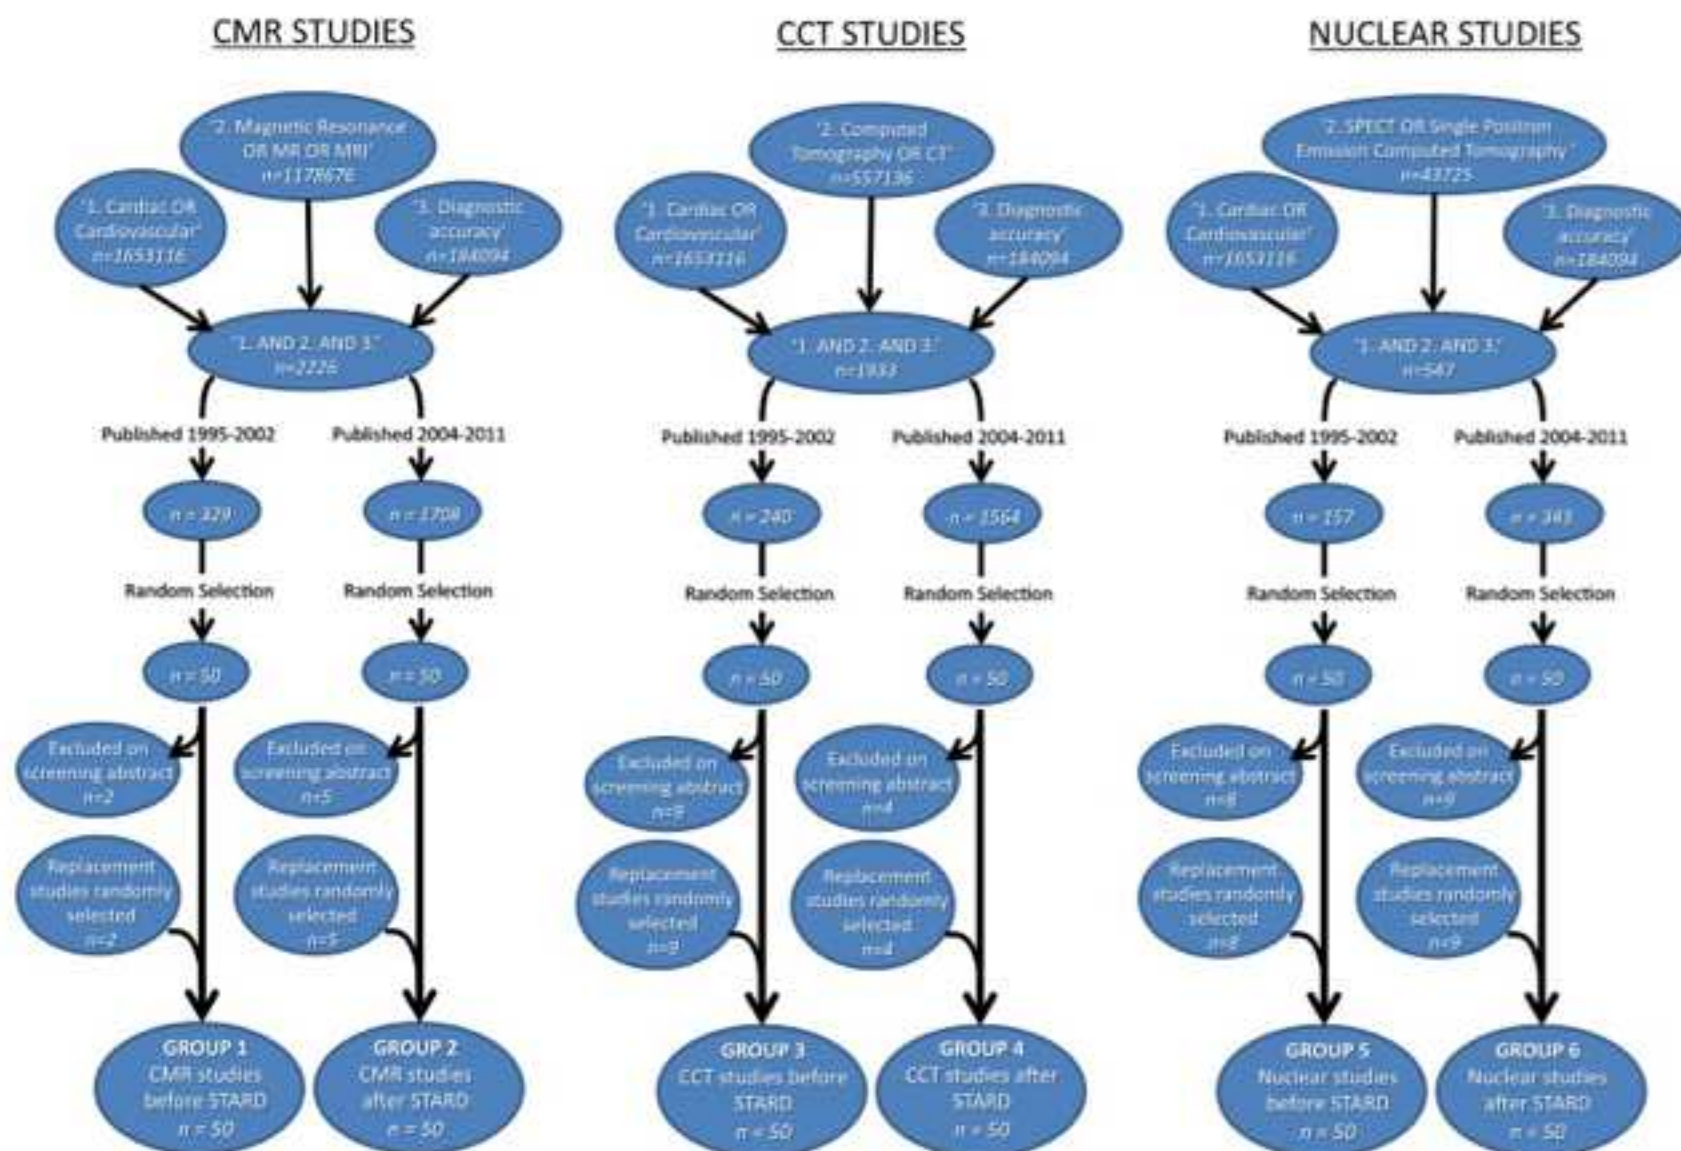 CMR STUDIES
'2. Magnetic Resonance
OR MR OR MRI'
n=1178676
'1. Cardiac OR
Cardiovascular'
n=1653116
'3. Diagnostic
accuracy'
n=184094
'1. AND 2. AND 3.'
n=2226
Published 1995-2002
Published 2004-2011
n = 329
n = 1708
Random Selection
Random Selection
n = 50
n = 50
Excluded on
screening abstract
n=2
Excluded on
screening abstract
n=5
Replacement
studies randomly
selected
n=2
Replacement
studies randomly
selected
n=5
GROUP 1
CMR studies
before STARD
n = 50
GROUP 2
CMR studies
after STARD
n = 50
CCT STUDIES
'2. Computed
Tomography OR CT'
n=557136
'1. Cardiac OR
Cardiovascular'
n=1653116
'3. Diagnostic
accuracy'
n=184094
'1. AND 2. AND 3.'
n=1933
Published 1995-2002
Published 2004-2011
n = 240
n = 1564
Random Selection
Random Selection
n = 50
n = 50
Excluded on
screening abstract
n=9
Excluded on
screening abstract
n=4
Replacement
studies randomly
selected
n=9
Replacement
studies randomly
selected
n=4
GROUP 3
CCT studies before
STARD
n = 50
GROUP 4
CCT studies after
STARD
n = 50
NUCLEAR STUDIES
'2. SPECT OR Single Positron
Emission Computed Tomography'
n=43725
'1. Cardiac OR
Cardiovascular'
n=1653116
'3. Diagnostic
accuracy'
n=184094
'1. AND 2. AND 3.'
n=547
Published 1995-2002
Published 2004-2011
n = 157
n = 343
Random Selection
Random Selection
n = 50
n = 50
Excluded on
screening abstract
n=8
Excluded on
screening abstract
n=9
Replacement
studies randomly
selected
n=8
Replacement
studies randomly
selected
n=9
GROUP 5
Nuclear studies
before STARD
n = 50
GROUP 6
Nuclear studies
after STARD
n = 50